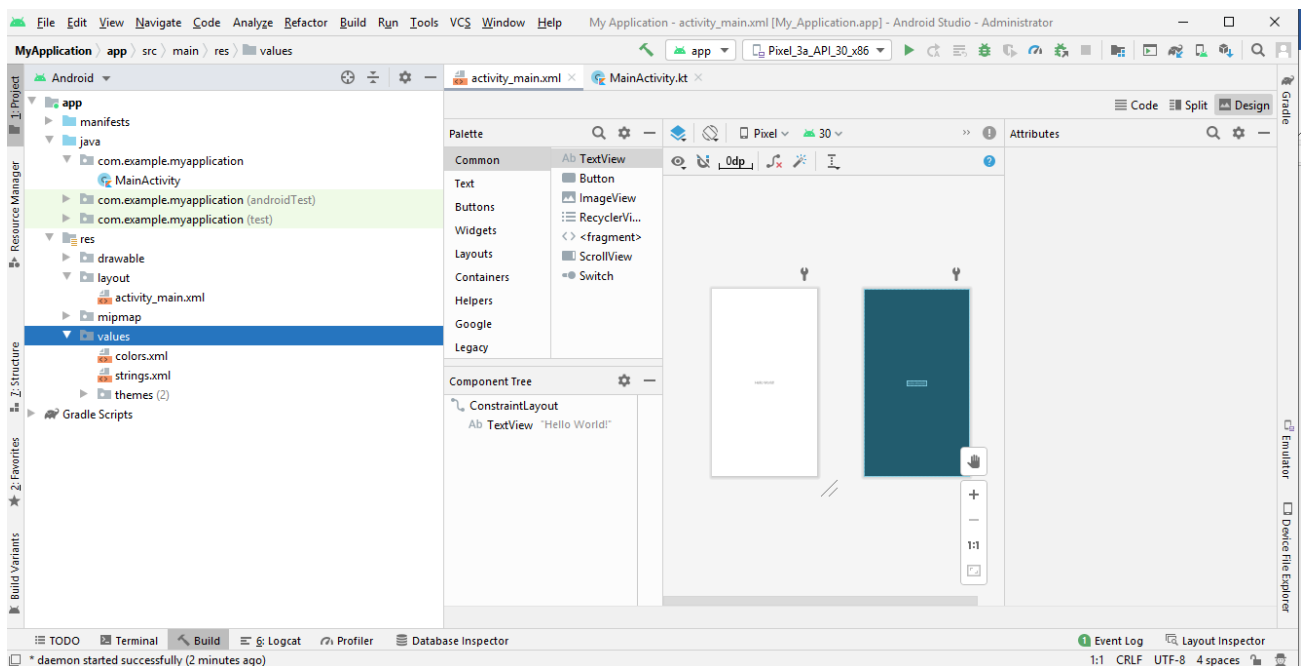 File Edit View Navigate Code Analyze Refactor Build Run Tools VCS Window Help My Application - activity_main.xml [My_Application.app] - Android Studio - Administrator
MyApplication app src main res values app Pixel_3a_API_30_x86
Android
activity_main.xml MainActivity.kt
Code Split Design
1: Project
Resource Manager
Z: Structure
2: Favorites
Build Variants
app
manifests
java
com.example.myapplication
MainActivity
com.example.myapplication (androidTest)
com.example.myapplication (test)
res
drawable
layout
activity_main.xml
mipmap
values
colors.xml
strings.xml
themes (2)
Gradle Scripts
Palette
Common
Text
Buttons
Widgets
Layouts
Containers
Helpers
Google
Legacy
Ab TextView
Button
ImageView
RecyclerVi...
<fragment>
ScrollView
Switch
Component Tree
ConstraintLayout
Ab TextView "Hello World!"
Pixel 30 »
0dp
1:1
Attributes
Gradle
Emulator
Device File Explorer
TODO Terminal Build 6: Logcat Profiler Database Inspector 1 Event Log Layout Inspector
* daemon started successfully (2 minutes ago) 1:1 CRLF UTF-8 4 spaces